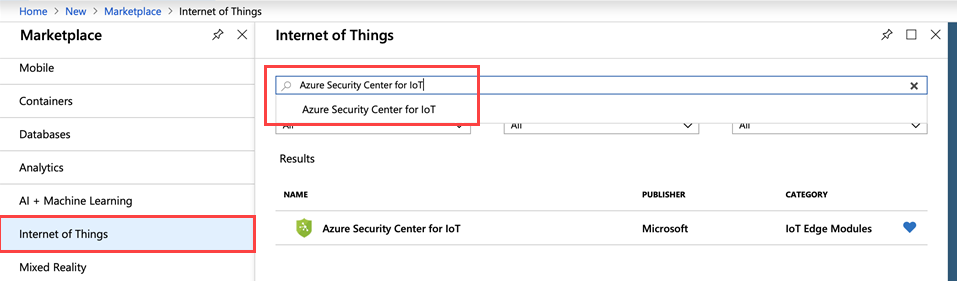 Home > New > Marketplace > Internet of Things
Marketplace
Mobile
Containers
Databases
Analytics
AI + Machine Learning
Internet of Things
Mixed Reality
Internet of Things
Azure Security Center for IoT
Azure Security Center for IoT
All All All
Results
NAME PUBLISHER CATEGORY
Azure Security Center for IoT Microsoft IoT Edge Modules